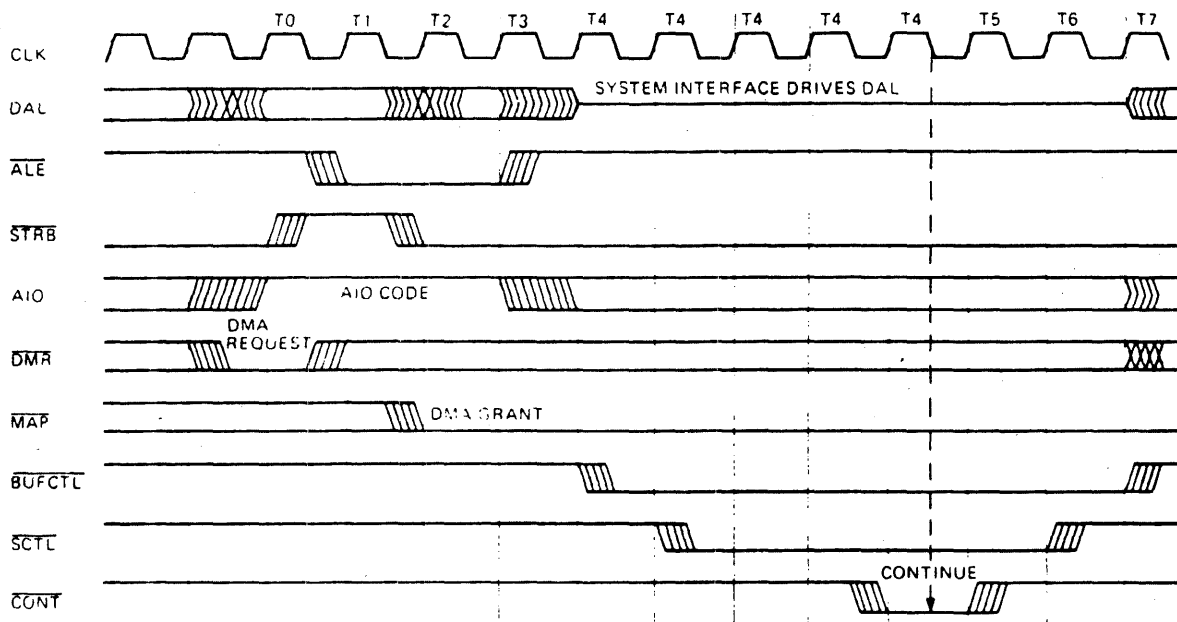 T0 T1 T2 T3 T4 T4 T4 T4 T4 T5 T6 T7
CLK
SYSTEM INTERFACE DRIVES DAL
DAL
ALE
STRB
AIO
AIO CODE
DMA
REQUEST
DMR
MAP
DMA GRANT
BUFCTL
SCTL
CONTINUE
CONT